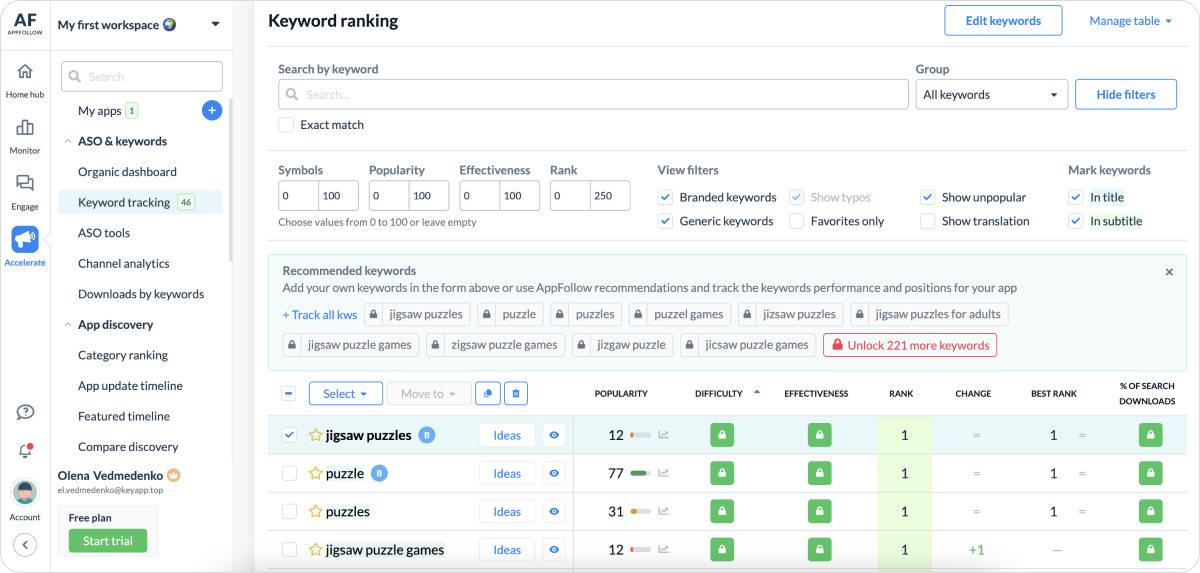 AF
APPFOLLOW
Home hub
Monitor
Engage
Accelerate
Account
My first workspace
Search
My apps 1
+
ASO & keywords
Organic dashboard
Keyword tracking 46
ASO tools
Channel analytics
Downloads by keywords
App discovery
Category ranking
App update timeline
Featured timeline
Compare discovery
Olena Vedmedenko
el.vedmedenko@keyapp.top
Free plan
Start trial
Keyword ranking
Edit keywords
Manage table
Search by keyword
Group
Search...
All keywords
Hide filters
Exact match
Symbols Popularity Effectiveness Rank
0 100 0 100 0 100 0 250
Choose values from 0 to 100 or leave empty
View filters
Branded keywords Show typos Show unpopular
Generic keywords Favorites only Show translation
Mark keywords
In title
In subtitle
Recommended keywords
Add your own keywords in the form above or use AppFollow recommendations and track the keywords performance and positions for your app
+ Track all kws jigsaw puzzles puzzle puzzles puzzel games jizsaw puzzles jigsaw puzzles for adults
jigsaw puzzle games zigsaw puzzle games jizgaw puzzle jicsaw puzzle games Unlock 221 more keywords
Select Move to POPULARITY DIFFICULTY EFFECTIVENESS RANK CHANGE BEST RANK % OF SEARCH DOWNLOADS
jigsaw puzzles B Ideas 12 1 = 1 =
puzzle B Ideas 77 1 = 1 =
puzzles Ideas 31 1 = 1 =
jigsaw puzzle games Ideas 12 1 +1 —